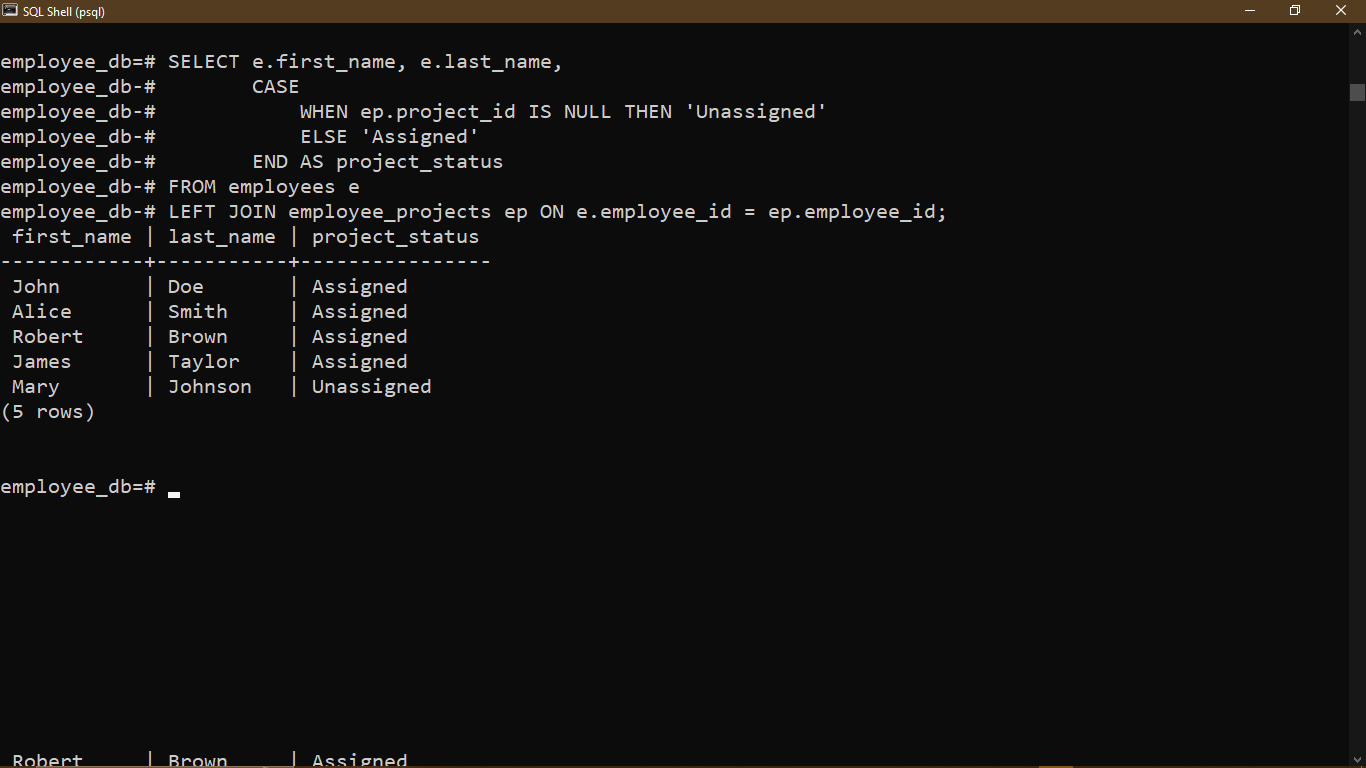 SQL Shell (psql)
employee_db=# SELECT e.first_name, e.last_name,
employee_db-#        CASE
employee_db-#            WHEN ep.project_id IS NULL THEN 'Unassigned'
employee_db-#            ELSE 'Assigned'
employee_db-#        END AS project_status
employee_db-# FROM employees e
employee_db-# LEFT JOIN employee_projects ep ON e.employee_id = ep.employee_id;
 first_name | last_name | project_status
------------+-----------+----------------
 John       | Doe       | Assigned
 Alice      | Smith     | Assigned
 Robert     | Brown     | Assigned
 James      | Taylor    | Assigned
 Mary       | Johnson   | Unassigned
(5 rows)
employee_db=#
 Robert     | Brown     | Assigned